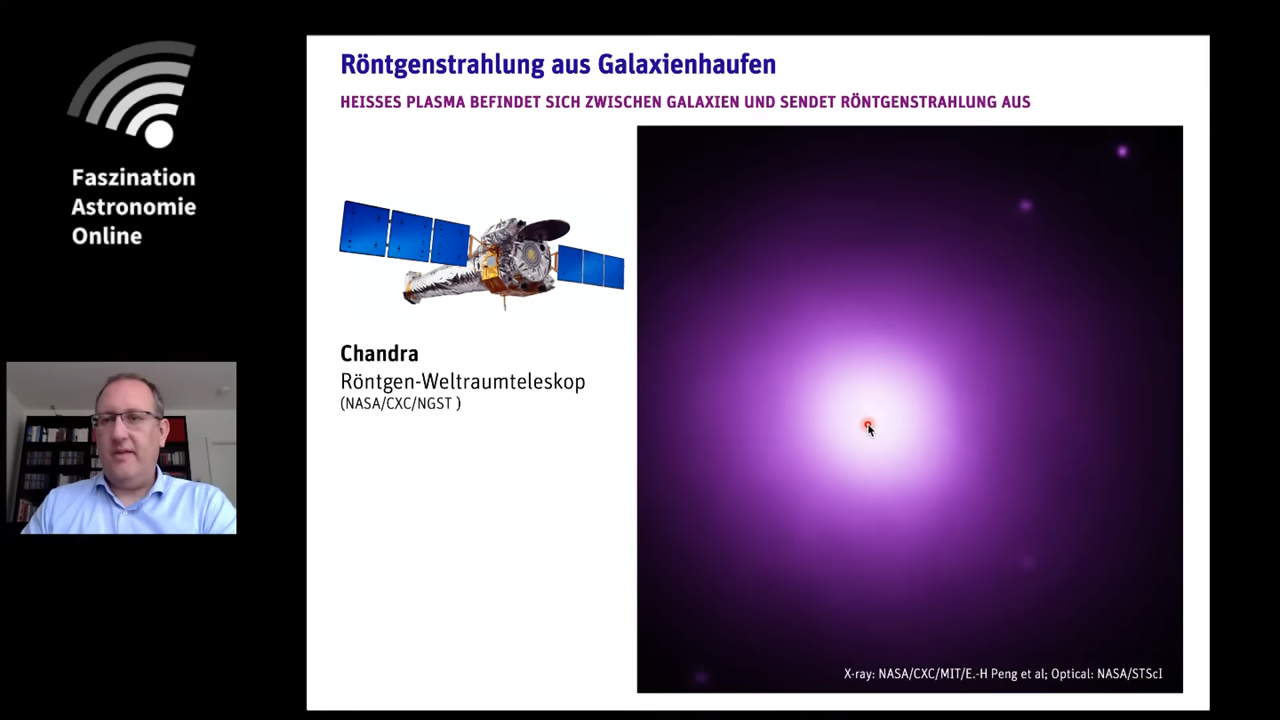 Faszination
Astronomie
Online
Röntgenstrahlung aus Galaxienhaufen
HEISSES PLASMA BEFINDET SICH ZWISCHEN GALAXIEN UND SENDET RÖNTGENSTRAHLUNG AUS
Chandra
Röntgen-Weltraumteleskop
(NASA/CXC/NGST )
X-ray: NASA/CXC/MIT/E.-H Peng et al; Optical: NASA/STScI